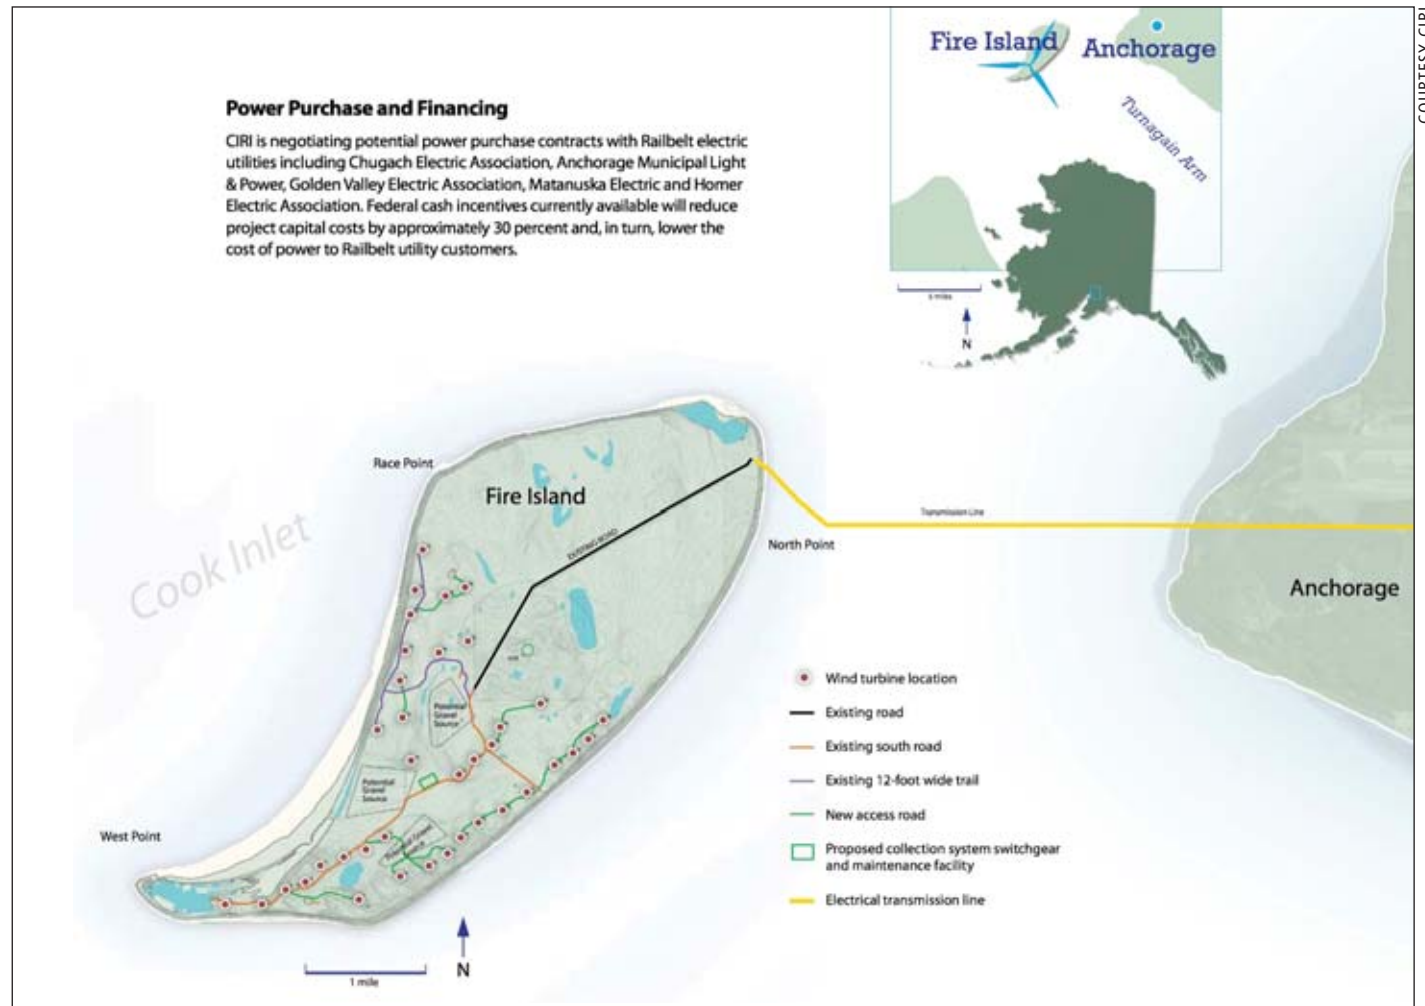 COURTESY CIRI
Fire Island
Anchorage
Turnagain Arm
Power Purchase and Financing
CIRI is negotiating potential power purchase contracts with Railbelt electric
utilities including Chugach Electric Association, Anchorage Municipal Light
& Power, Golden Valley Electric Association, Matanuska Electric and Homer
Electric Association. Federal cash incentives currently available will reduce
project capital costs by approximately 30 percent and, in turn, lower the
cost of power to Railbelt utility customers.
miles
N
Race Point
Fire Island
Cook Inlet
EXISTING ROAD
Transmission Line
North Point
Anchorage
Potential
Gravel
Source
Potential
Gravel
Source
Potential Gravel
Source
West Point
Wind turbine location
Existing road
Existing south road
Existing 12-foot wide trail
New access road
Proposed collection system switchgear
and maintenance facility
Electrical transmission line
N
1 mile